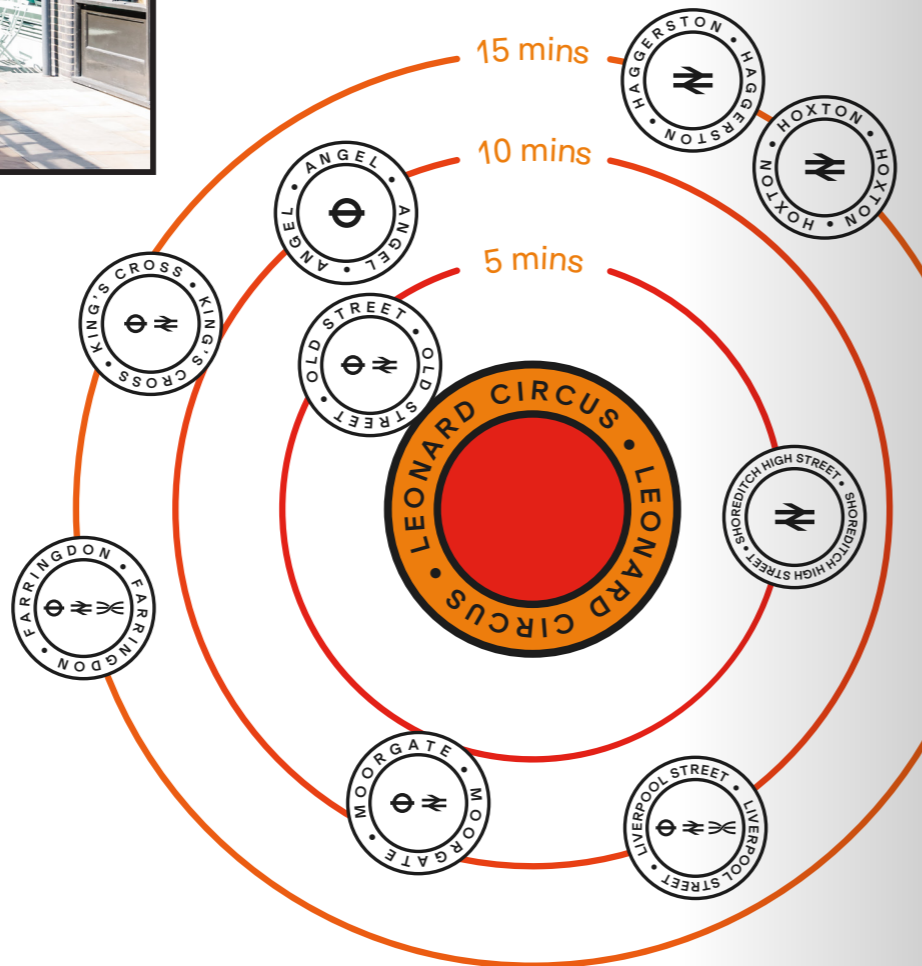 15 mins
10 mins
5 mins
HAGGERSTON • HAGGERSTON •
HOXTON • HOXTON • HOXTON •
ANGEL • ANGEL • ANGEL •
KING'S CROSS • KING'S CROSS •
OLD STREET • OLD STREET •
LEONARD CIRCUS • LEONARD CIRCUS •
SHOREDITCH HIGH STREET • SHOREDITCH HIGH STREET •
FARRINGDON • FARRINGDON •
MOORGATE • MOORGATE •
LIVERPOOL STREET • LIVERPOOL STREET •